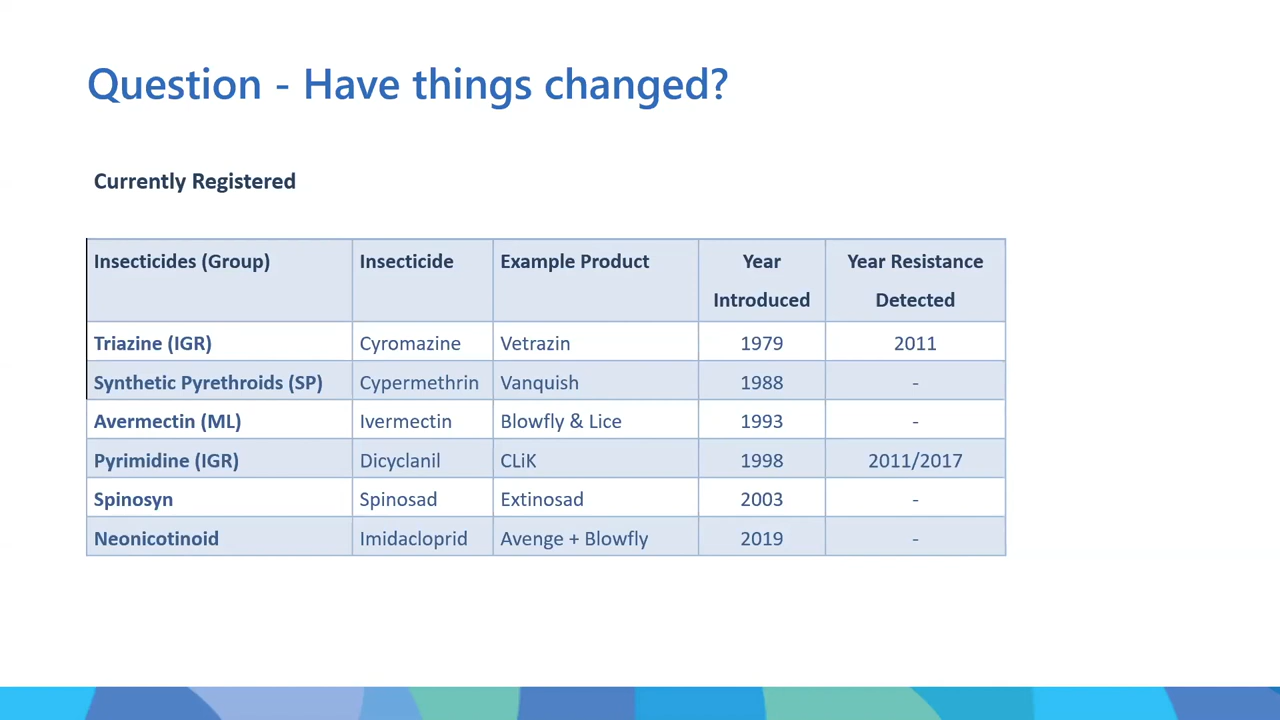 Question - Have things changed?
Currently Registered
Insecticides (Group) Insecticide Example Product Year Introduced Year Resistance Detected
Triazine (IGR) Cyromazine Vetrazin 1979 2011
Synthetic Pyrethroids (SP) Cypermethrin Vanquish 1988 -
Avermectin (ML) Ivermectin Blowfly & Lice 1993 -
Pyrimidine (IGR) Dicyclanil CLiK 1998 2011/2017
Spinosyn Spinosad Extinosad 2003 -
Neonicotinoid Imidacloprid Avenge + Blowfly 2019 -